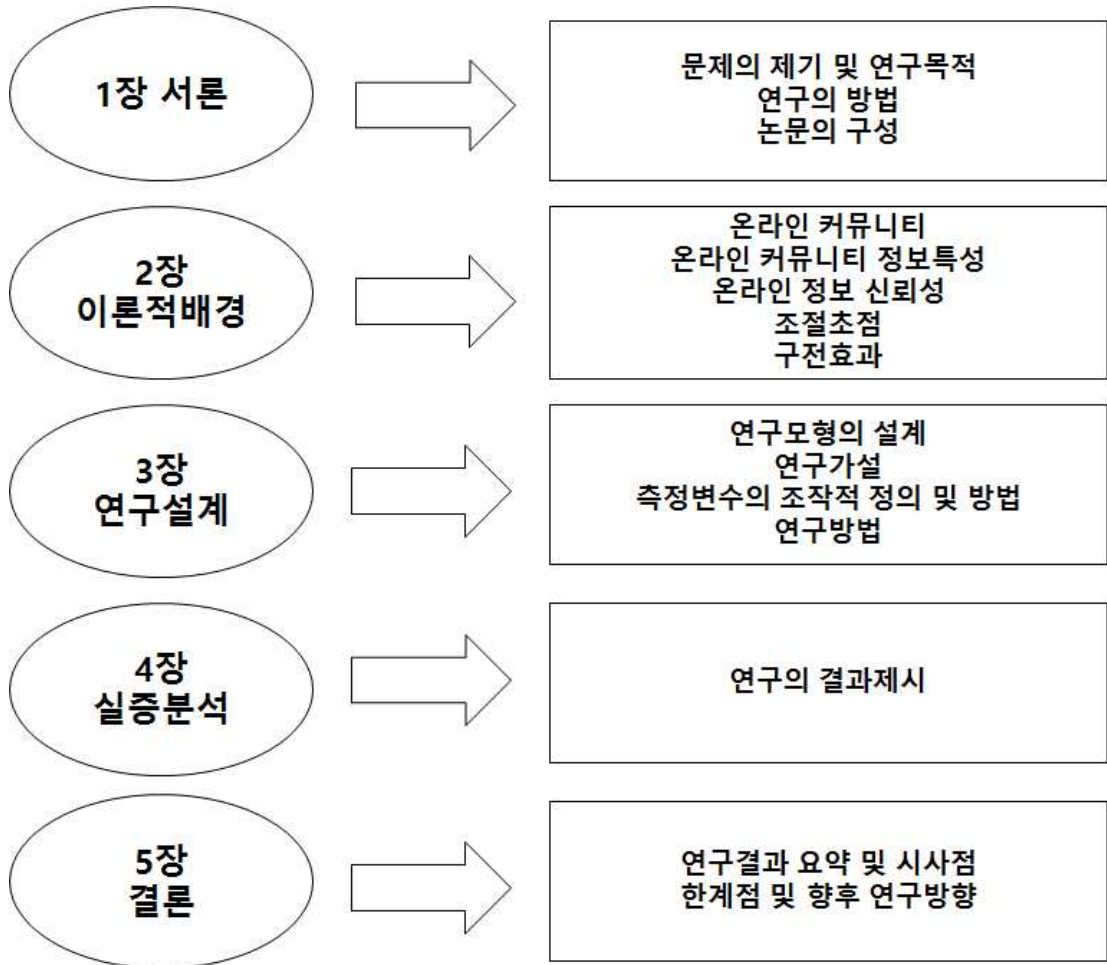 1장 서론
문제의 제기 및 연구목적
연구의 방법
논문의 구성
2장
이론적배경
온라인 커뮤니티
온라인 커뮤니티 정보특성
온라인 정보 신뢰성
조절초점
구전효과
3장
연구설계
연구모형의 설계
연구가설
측정변수의 조작적 정의 및 방법
연구방법
4장
실증분석
연구의 결과제시
5장
결론
연구결과 요약 및 시사점
한계점 및 향후 연구방향